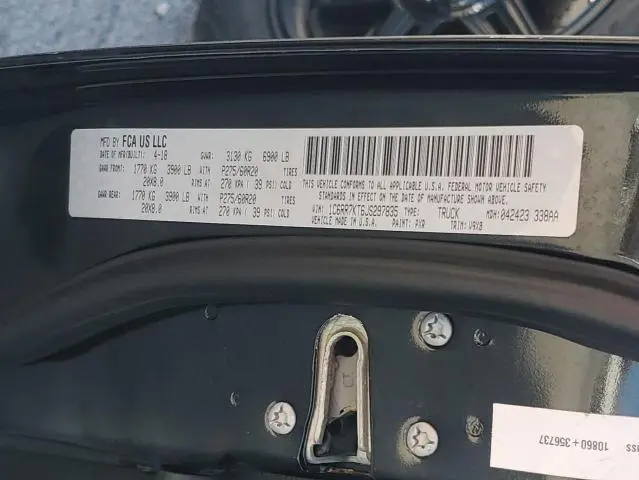 MFD BY FCA US LLC
DATE OF MFR(BUILT): 4-18 GVWR: 3130 KG 6900 LB
GAWR FRONT: 1770 KG 3900 LB WITH P275/60R20 TIRES
20X8.0 RIMS AT 270 KPA ( 39 PSI) COLD
GAWR REAR: 1770 KG 3900 LB WITH P275/60R20 TIRES
20X8.0 RIMS AT 270 KPA ( 39 PSI) COLD
THIS VEHICLE CONFORMS TO ALL APPLICABLE U.S.A. FEDERAL MOTOR VEHICLE SAFETY
STANDARDS IN EFFECT ON THE DATE OF MANUFACTURE SHOWN ABOVE.
VIN: 1C6RR7KT6JS297835 TYPE: TRUCK MDH: 042423 338AA
VEHICLE MADE IN U.S.A. PAINT: PXR TRIM: V9X8
10860+356737